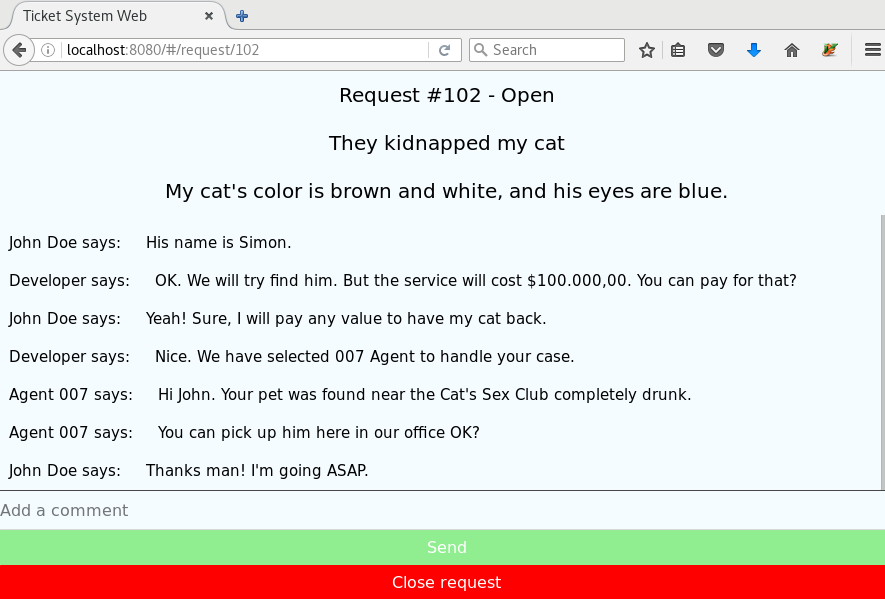 Ticket System Web
localhost:8080/#/request/102
Search
Request #102 - Open
They kidnapped my cat
My cat's color is brown and white, and his eyes are blue.
John Doe says: His name is Simon.
Developer says: OK. We will try find him. But the service will cost $100.000,00. You can pay for that?
John Doe says: Yeah! Sure, I will pay any value to have my cat back.
Developer says: Nice. We have selected 007 Agent to handle your case.
Agent 007 says: Hi John. Your pet was found near the Cat's Sex Club completely drunk.
Agent 007 says: You can pick up him here in our office OK?
John Doe says: Thanks man! I'm going ASAP.
Add a comment
Send
Close request